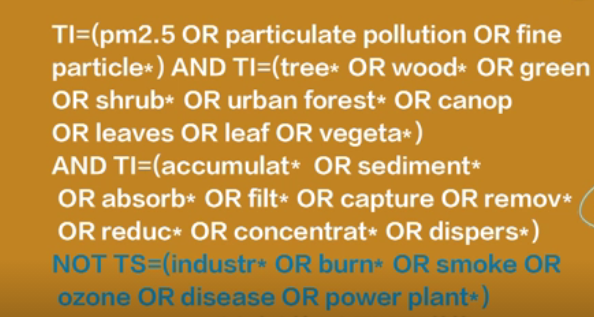 TI=(pm2.5 OR particulate pollution OR fine
particle*) AND TI=(tree* OR wood* OR green
OR shrub* OR urban forest* OR canop
OR leaves OR leaf OR vegeta*)
AND TI=(accumulat* OR sediment*
OR absorb* OR filt* OR capture OR remov*
OR reduc* OR concentrat* OR dispers*)
NOT TS=(industr* OR burn* OR smoke OR
ozone OR disease OR power plant*)